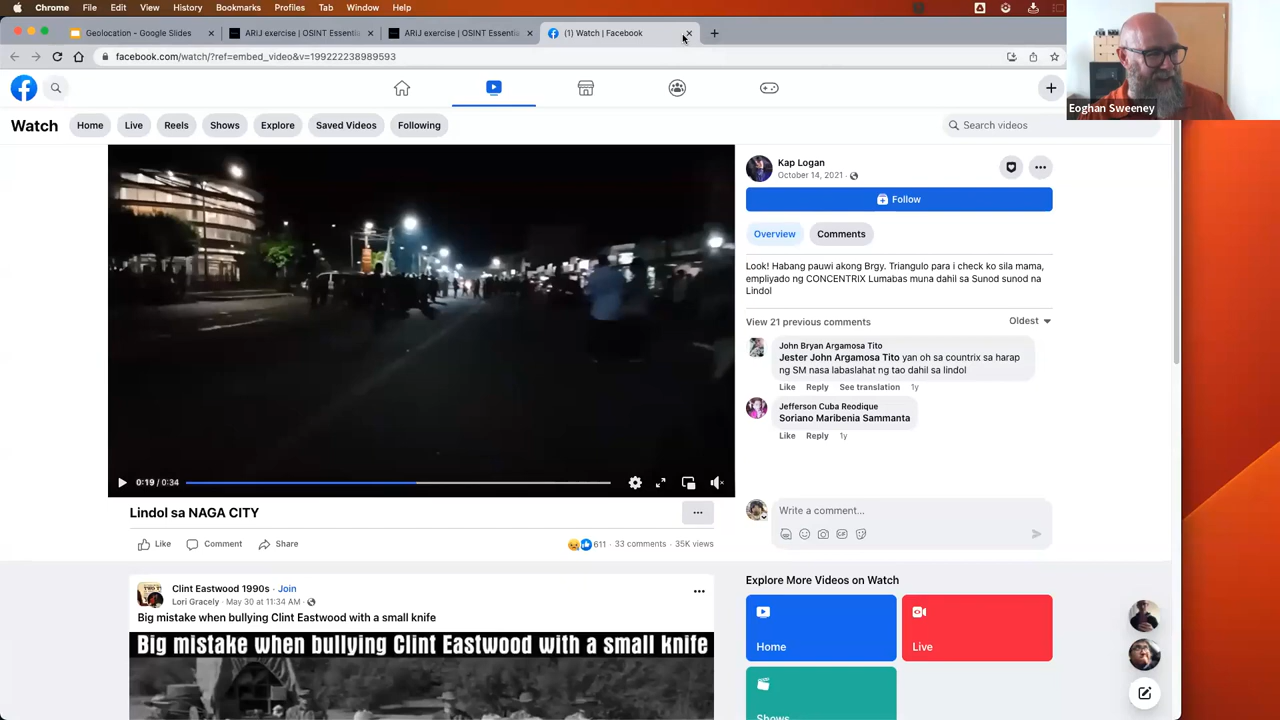 Chrome File Edit View History Bookmarks Profiles Tab Window Help
Geolocation - Google Slides
ARIJ exercise | OSINT Essentia
ARIJ exercise | OSINT Essentia
(1) Watch | Facebook
facebook.com/watch/?ref=embed_video&v=199222238989593
Eoghan Sweeney
Watch Home Live Reels Shows Explore Saved Videos Following
Search videos
Kap Logan
October 14, 2021 ·
Follow
Overview Comments
Look! Habang pauwi akong Brgy. Triangulo para i check ko sila mama,
empliyado ng CONCENTRIX Lumabas muna dahil sa Sunod sunod na
Lindol
View 21 previous comments
Oldest
John Bryan Argamosa Tito
Jester John Argamosa Tito yan oh sa countrix sa harap
ng SM nasa labaslahat ng tao dahil sa lindol
Like Reply See translation 1y
Jefferson Cuba Reodique
Soriano Maribenia Sammanta
Like Reply 1y
0:19 / 0:34
Write a comment...
Lindol sa NAGA CITY
...
Like Comment Share
611 · 33 comments · 35K views
Clint Eastwood 1990s · Join
Lori Gracely · May 30 at 11:34 AM ·
Big mistake when bullying Clint Eastwood with a small knife
Big mistake when bullying Clint Eastwood with a small knife
Explore More Videos on Watch
Home
Live
Shows